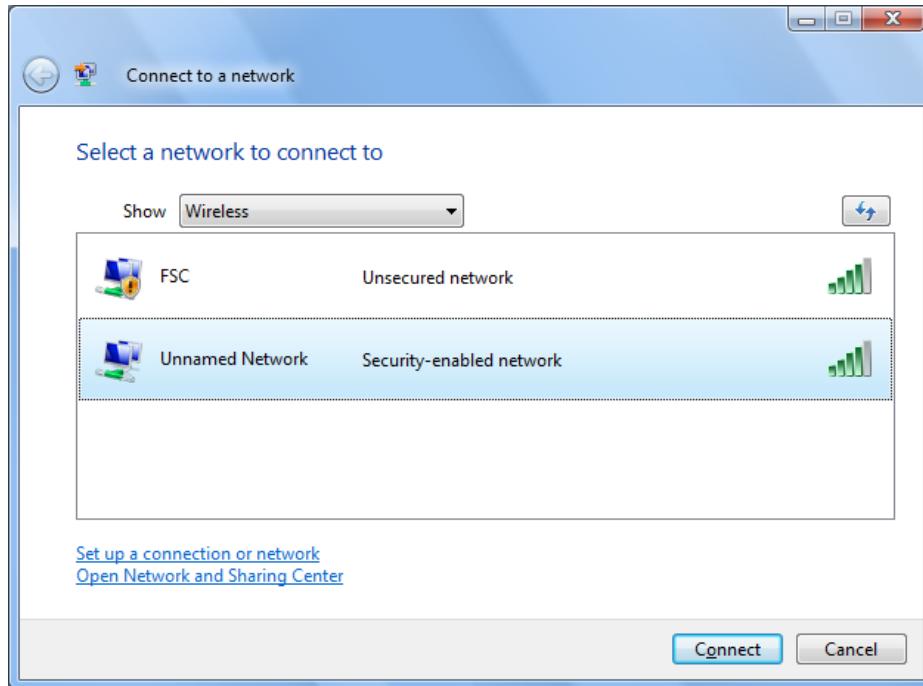 Connect to a network
Select a network to connect to
Show Wireless
FSC Unsecured network
Unnamed Network Security-enabled network
Set up a connection or network
Open Network and Sharing Center
Connect Cancel